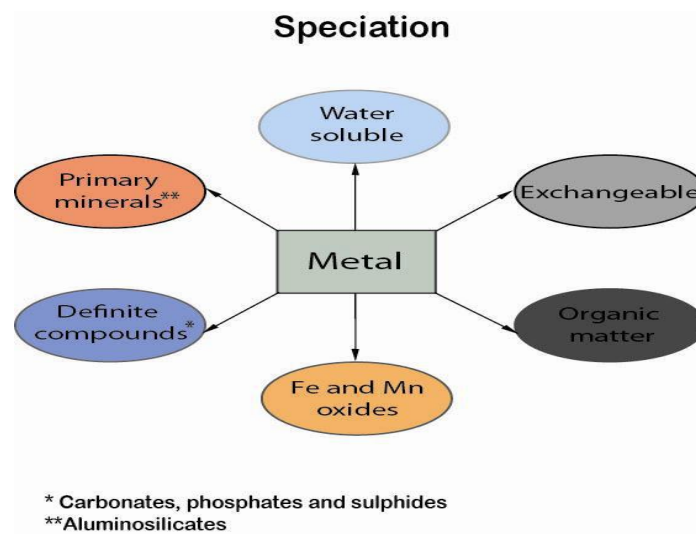 Speciation
Water
soluble
Primary
minerals**
Exchangeable
Metal
Definite
compounds*
Organic
matter
Fe and Mn
oxides
* Carbonates, phosphates and sulphides
**Aluminosilicates